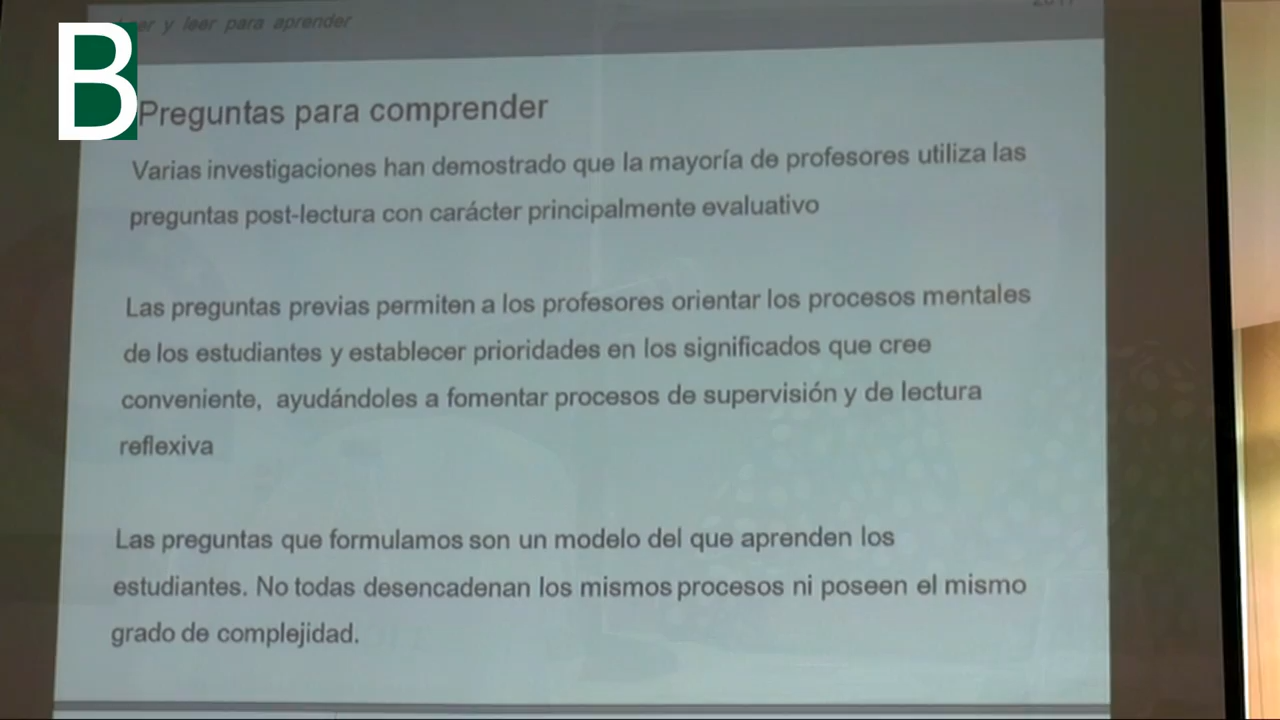 y leer para aprender
B
Preguntas para comprender
Varias investigaciones han demostrado que la mayoría de profesores utiliza las
preguntas post-lectura con carácter principalmente evaluativo
Las preguntas previas permiten a los profesores orientar los procesos mentales
de los estudiantes y establecer prioridades en los significados que cree
conveniente, ayudándoles a fomentar procesos de supervisión y de lectura
reflexiva
Las preguntas que formulamos son un modelo del que aprenden los
estudiantes. No todas desencadenan los mismos procesos ni poseen el mismo
grado de complejidad.